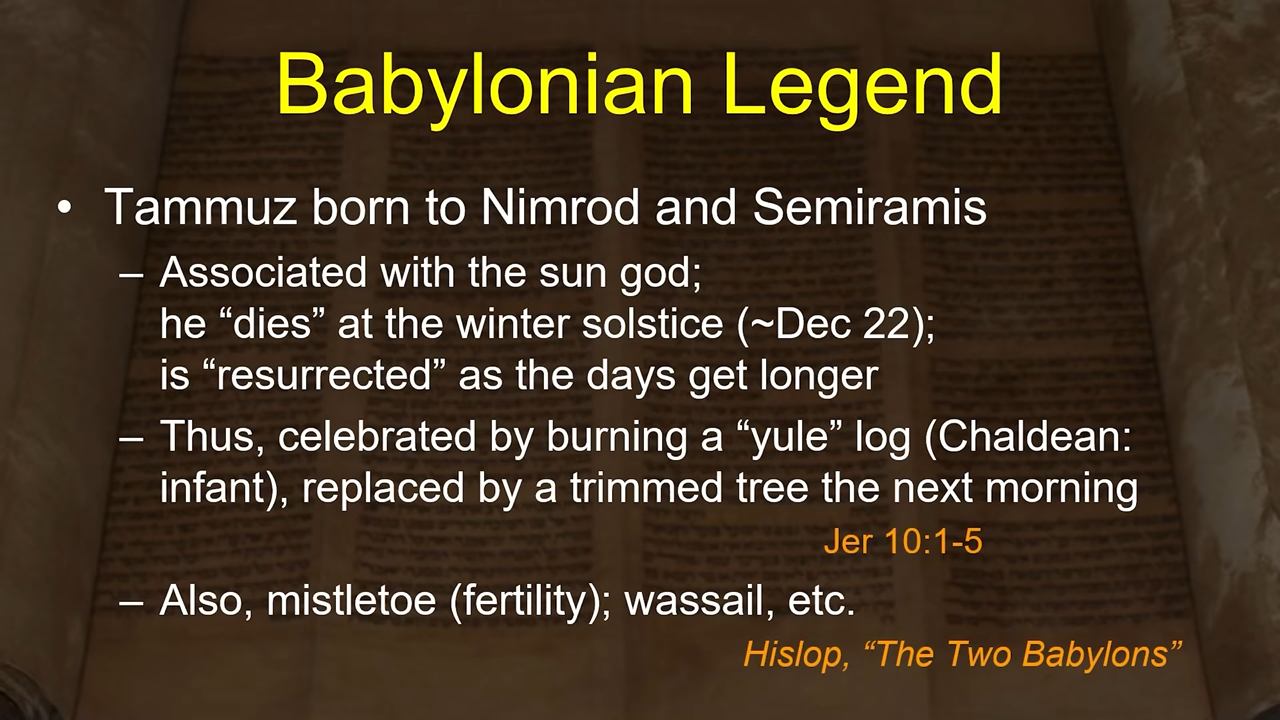 Babylonian Legend
• Tammuz born to Nimrod and Semiramis
– Associated with the sun god;
he “dies” at the winter solstice (~Dec 22);
is “resurrected” as the days get longer
– Thus, celebrated by burning a “yule” log (Chaldean:
infant), replaced by a trimmed tree the next morning
Jer 10:1-5
– Also, mistletoe (fertility); wassail, etc.
Hislop, “The Two Babylons”